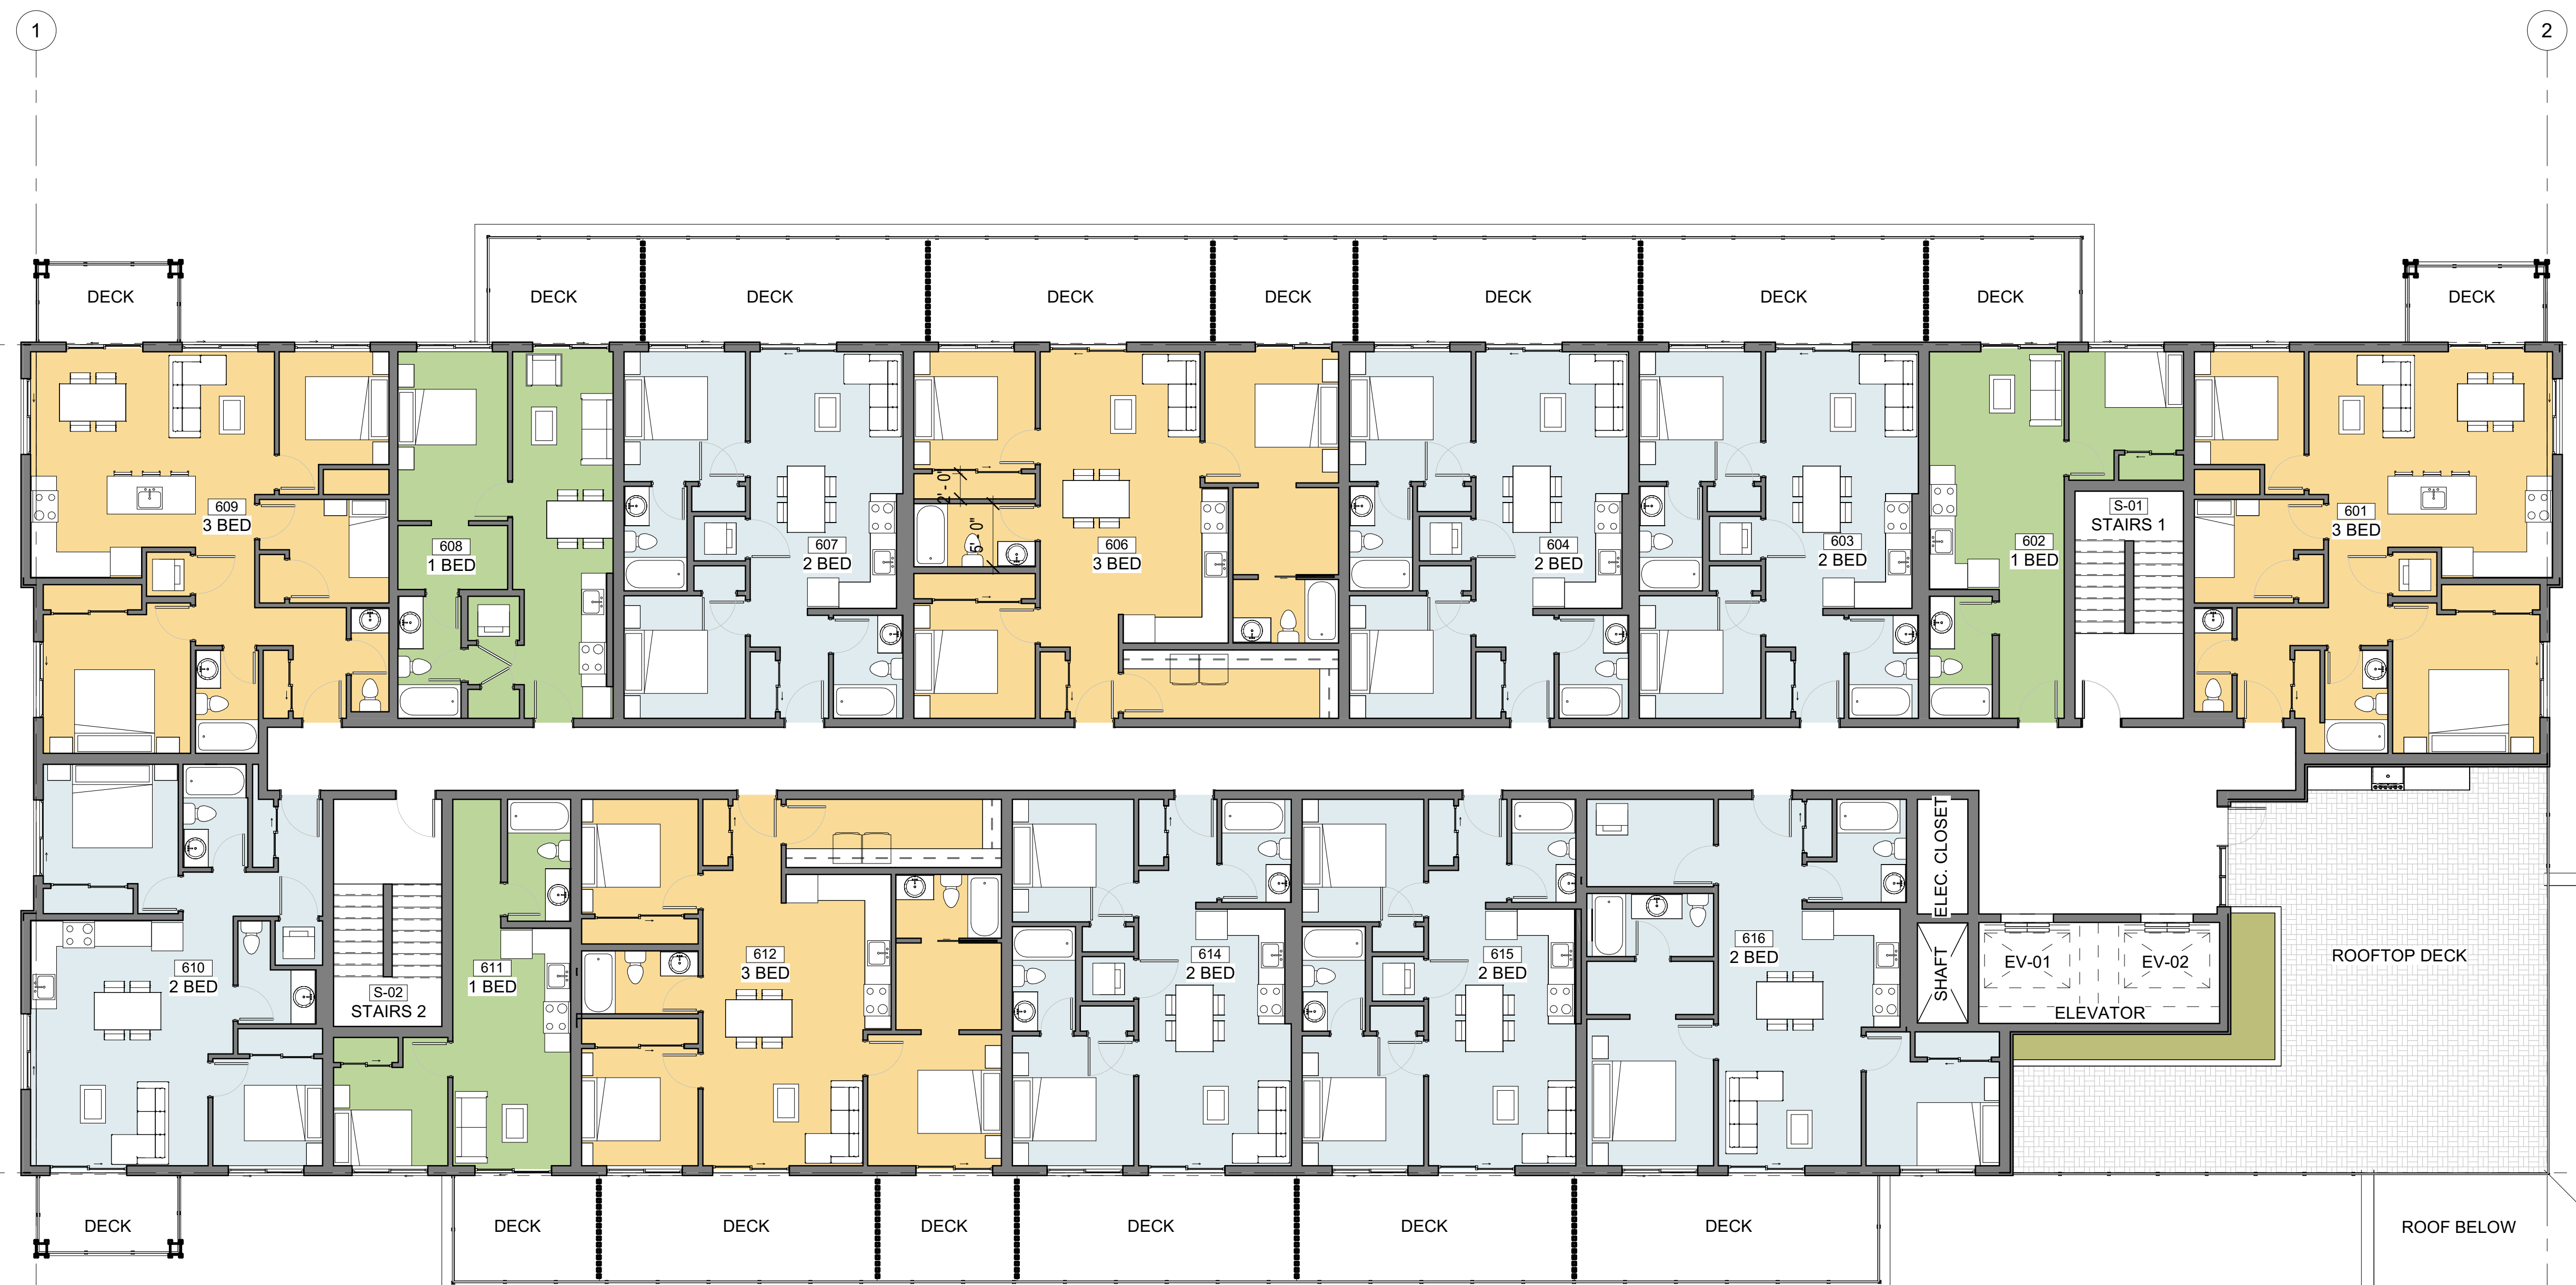 1
2
DECK
DECK
DECK
DECK
DECK
DECK
DECK
DECK
DECK
609
3 BED
608
1 BED
607
2 BED
2' - 0"
5' - 0"
606
3 BED
604
2 BED
603
2 BED
602
1 BED
S-01
STAIRS 1
601
3 BED
610
2 BED
S-02
STAIRS 2
611
1 BED
612
3 BED
614
2 BED
615
2 BED
616
2 BED
ELEC. CLOSET
SHAFT
EV-01
EV-02
ELEVATOR
ROOFTOP DECK
DECK
DECK
DECK
DECK
DECK
DECK
DECK
ROOF BELOW